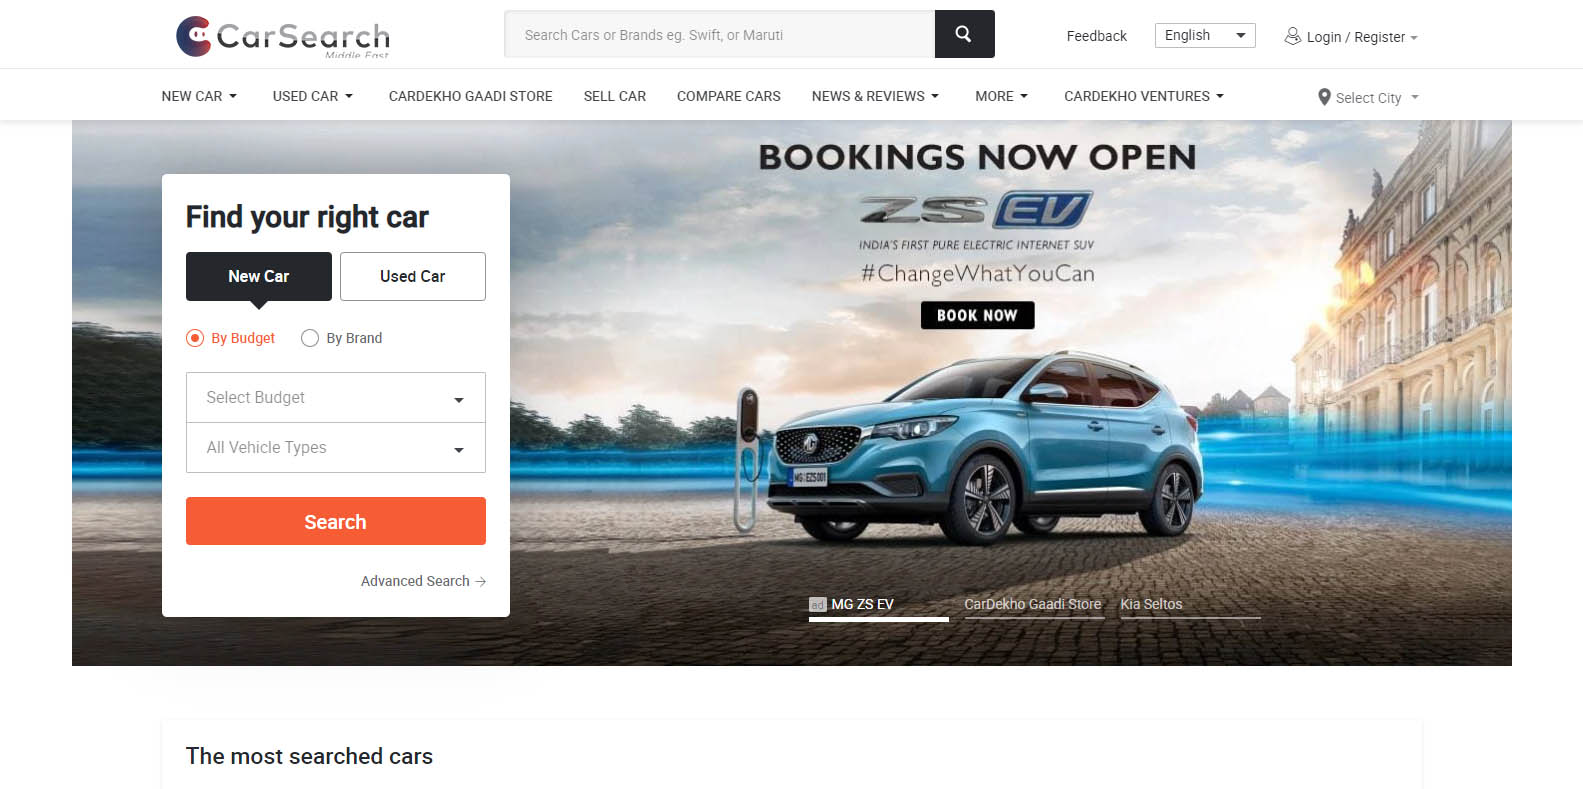 CarSearch
Middle East
Search Cars or Brands eg. Swift, or Maruti
Feedback
English
Login / Register
NEW CAR
USED CAR
CARDEKHO GAADI STORE
SELL CAR
COMPARE CARS
NEWS & REVIEWS
MORE
CARDEKHO VENTURES
Select City
Find your right car
New Car
Used Car
By Budget
By Brand
Select Budget
All Vehicle Types
Search
Advanced Search
BOOKINGS NOW OPEN
ZS EV
INDIA'S FIRST PURE ELECTRIC INTERNET SUV
#ChangeWhatYouCan
BOOK NOW
MG
MG EZS001
ad MG ZS EV
CarDekho Gaadi Store
Kia Seltos
The most searched cars